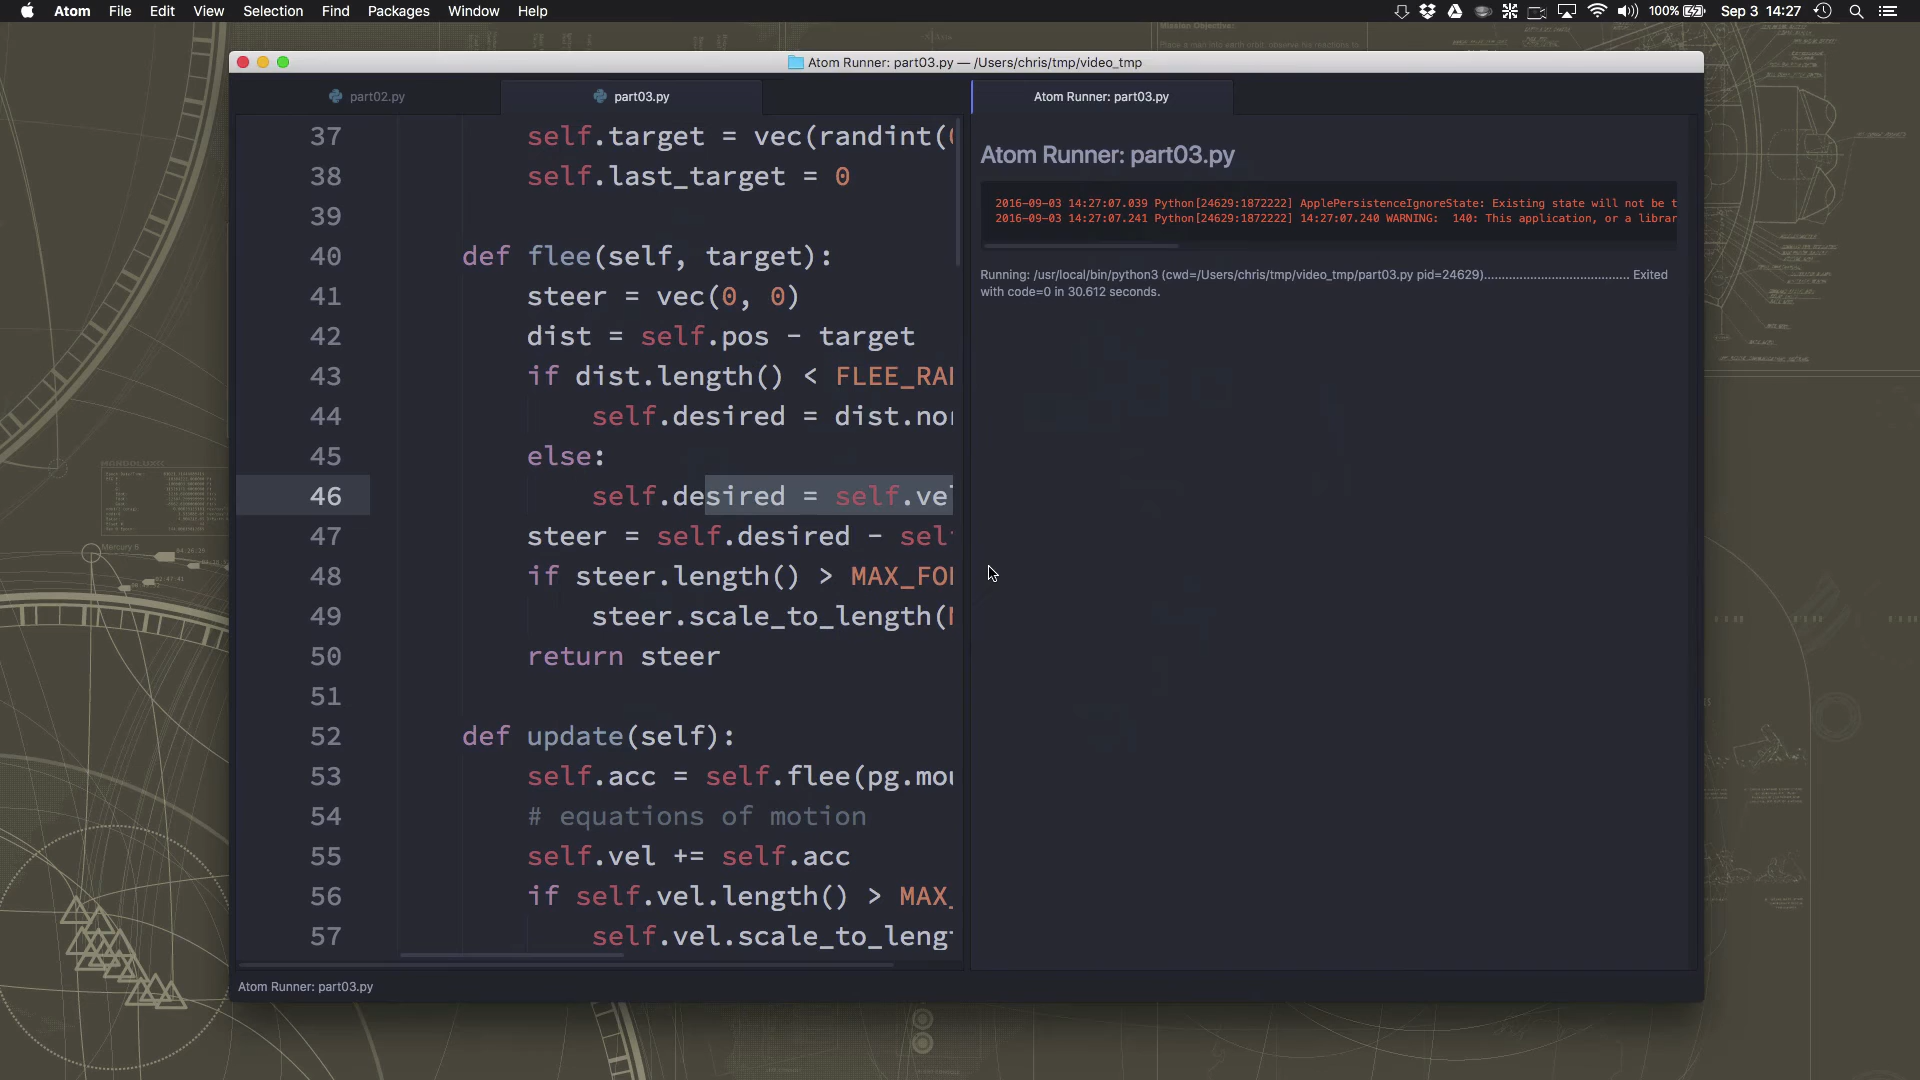 Atom File Edit View Selection Find Packages Window Help 100% Sep 3 14:27
Atom Runner: part03.py — /Users/chris/tmp/video_tmp
part02.py part03.py Atom Runner: part03.py
37 self.target = vec(randint(
38 self.last_target = 0
39
40 def flee(self, target):
41 steer = vec(0, 0)
42 dist = self.pos - target
43 if dist.length() < FLEE_RA
44 self.desired = dist.no
45 else:
46 self.desired = self.vel
47 steer = self.desired - sel
48 if steer.length() > MAX_FO
49 steer.scale_to_length(
50 return steer
51
52 def update(self):
53 self.acc = self.flee(pg.mou
54 # equations of motion
55 self.vel += self.acc
56 if self.vel.length() > MAX_
57 self.vel.scale_to_leng
Atom Runner: part03.py
2016-09-03 14:27:07.039 Python[24629:1872222] ApplePersistenceIgnoreState: Existing state will not be t
2016-09-03 14:27:07.241 Python[24629:1872222] 14:27:07.240 WARNING: 140: This application, or a librar
Running: /usr/local/bin/python3 (cwd=/Users/chris/tmp/video_tmp/part03.py pid=24629)...................................... Exited
with code=0 in 30.612 seconds.
Atom Runner: part03.py
Mercury 6
04:26:29